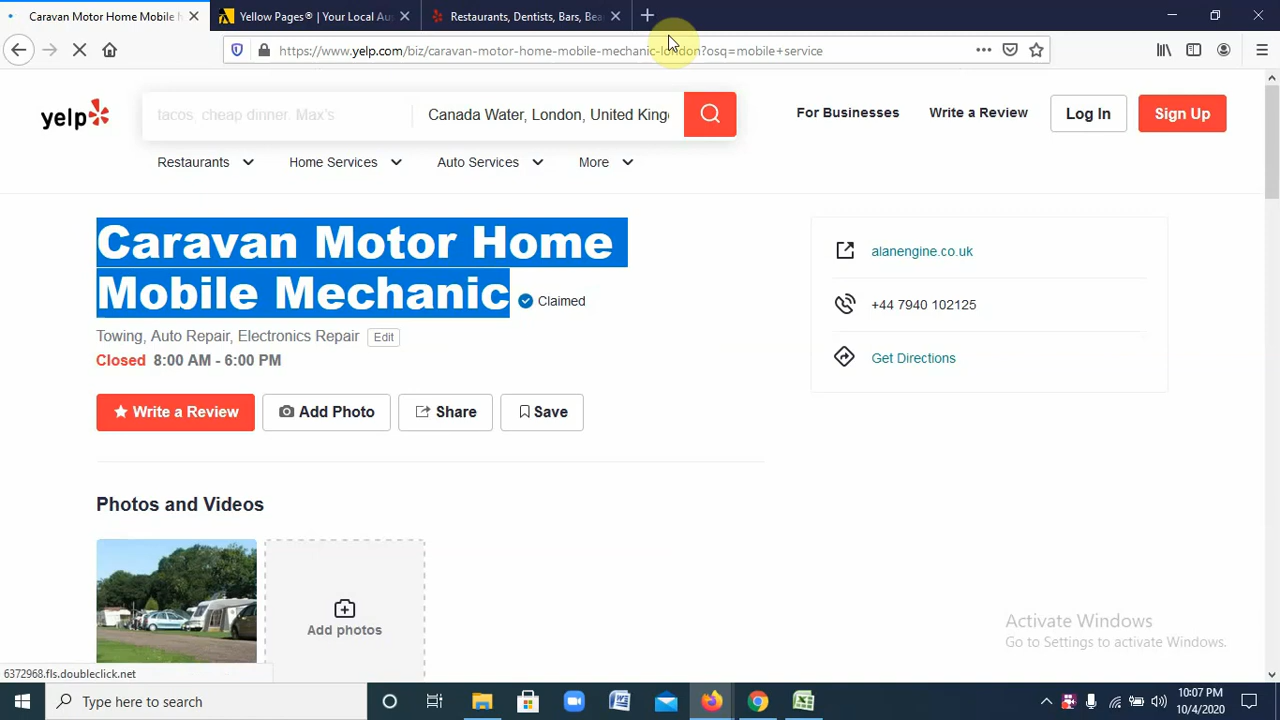 Caravan Motor Home Mobile h
Yellow Pages® | Your Local Au
Restaurants, Dentists, Bars, Bea
https://www.yelp.com/biz/caravan-motor-home-mobile-mechanic-london?osq=mobile+service
yelp
tacos, cheap dinner, Max's
Canada Water, London, United Kingd
For Businesses
Write a Review
Log In
Sign Up
Restaurants
Home Services
Auto Services
More
Caravan Motor Home
Mobile Mechanic
Claimed
Towing, Auto Repair, Electronics Repair
Edit
Closed 8:00 AM - 6:00 PM
Write a Review
Add Photo
Share
Save
alanengine.co.uk
+44 7940 102125
Get Directions
Photos and Videos
Add photos
Activate Windows
Go to Settings to activate Windows.
6372968.fls.doubleclick.net
Type here to search
10:07 PM
10/4/2020